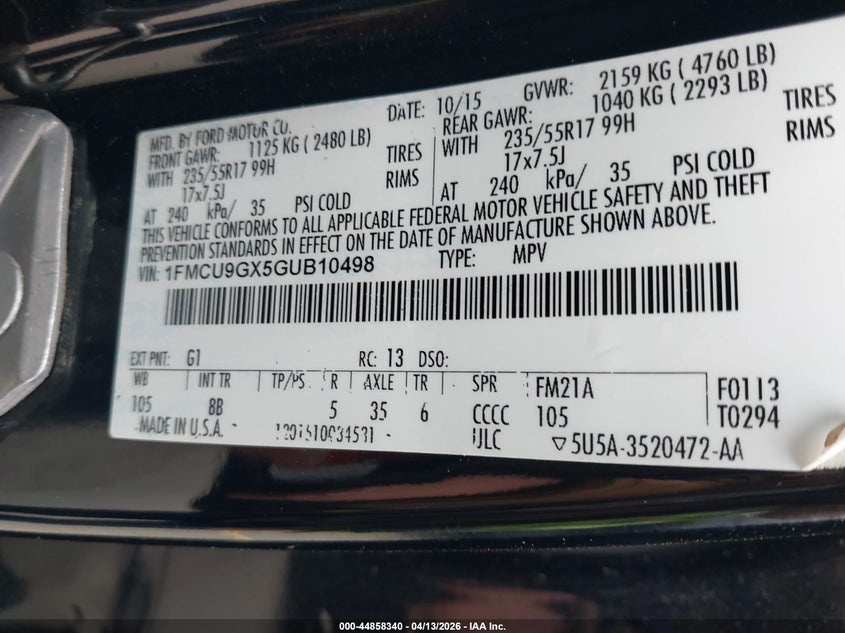 MFD. BY FORD MOTOR CO.
DATE: 10/15 GVWR: 2159 KG ( 4760 LB)
FRONT GAWR: 1125 KG ( 2480 LB)
REAR GAWR: 1040 KG ( 2293 LB)
WITH 235/55R17 99H TIRES
WITH 235/55R17 99H TIRES
17x7.5J RIMS
17x7.5J RIMS
AT 240 kPa/ 35 PSI COLD
AT 240 kPa/ 35 PSI COLD
THIS VEHICLE CONFORMS TO ALL APPLICABLE FEDERAL MOTOR VEHICLE SAFETY AND THEFT
PREVENTION STANDARDS IN EFFECT ON THE DATE OF MANUFACTURE SHOWN ABOVE.
VIN: 1FMCU9GX5GUB10498 TYPE: MPV
EXT PNT: G1 RC: 13 DSO:
WB INT TR TP/PS R AXLE TR SPR FM21A F0113
105 8B 5 35 6 CCCC 105 T0294
MADE IN U.S.A. ULC ▽5U5A-3520472-AA
000-44858340 - 04/13/2026 - IAA Inc.